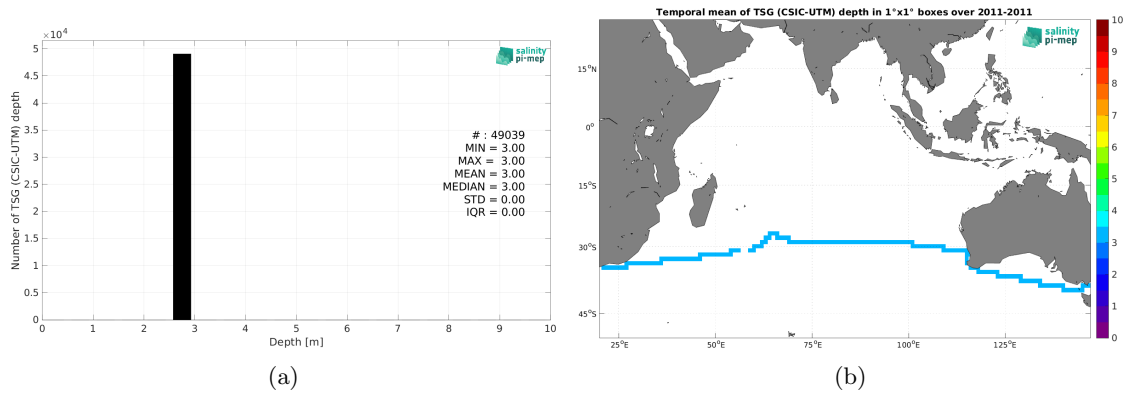 ×10⁴
5
4.5
4
3.5
3
2.5
2
1.5
1
0.5
0
Number of TSG (CSIC-UTM) depth
salinity
pi-mep
# : 49039
MIN = 3.00
MAX = 3.00
MEAN = 3.00
MEDIAN = 3.00
STD = 0.00
IQR = 0.00
0 1 2 3 4 5 6 7 8 9 10
Depth [m]
(a)
Temporal mean of TSG (CSIC-UTM) depth in 1°x1° boxes over 2011-2011
salinity
pi-mep
15°N
0°
15°S
30°S
45°S
25°E 50°E 75°E 100°E 125°E
10
9
8
7
6
5
4
3
2
1
0
(b)